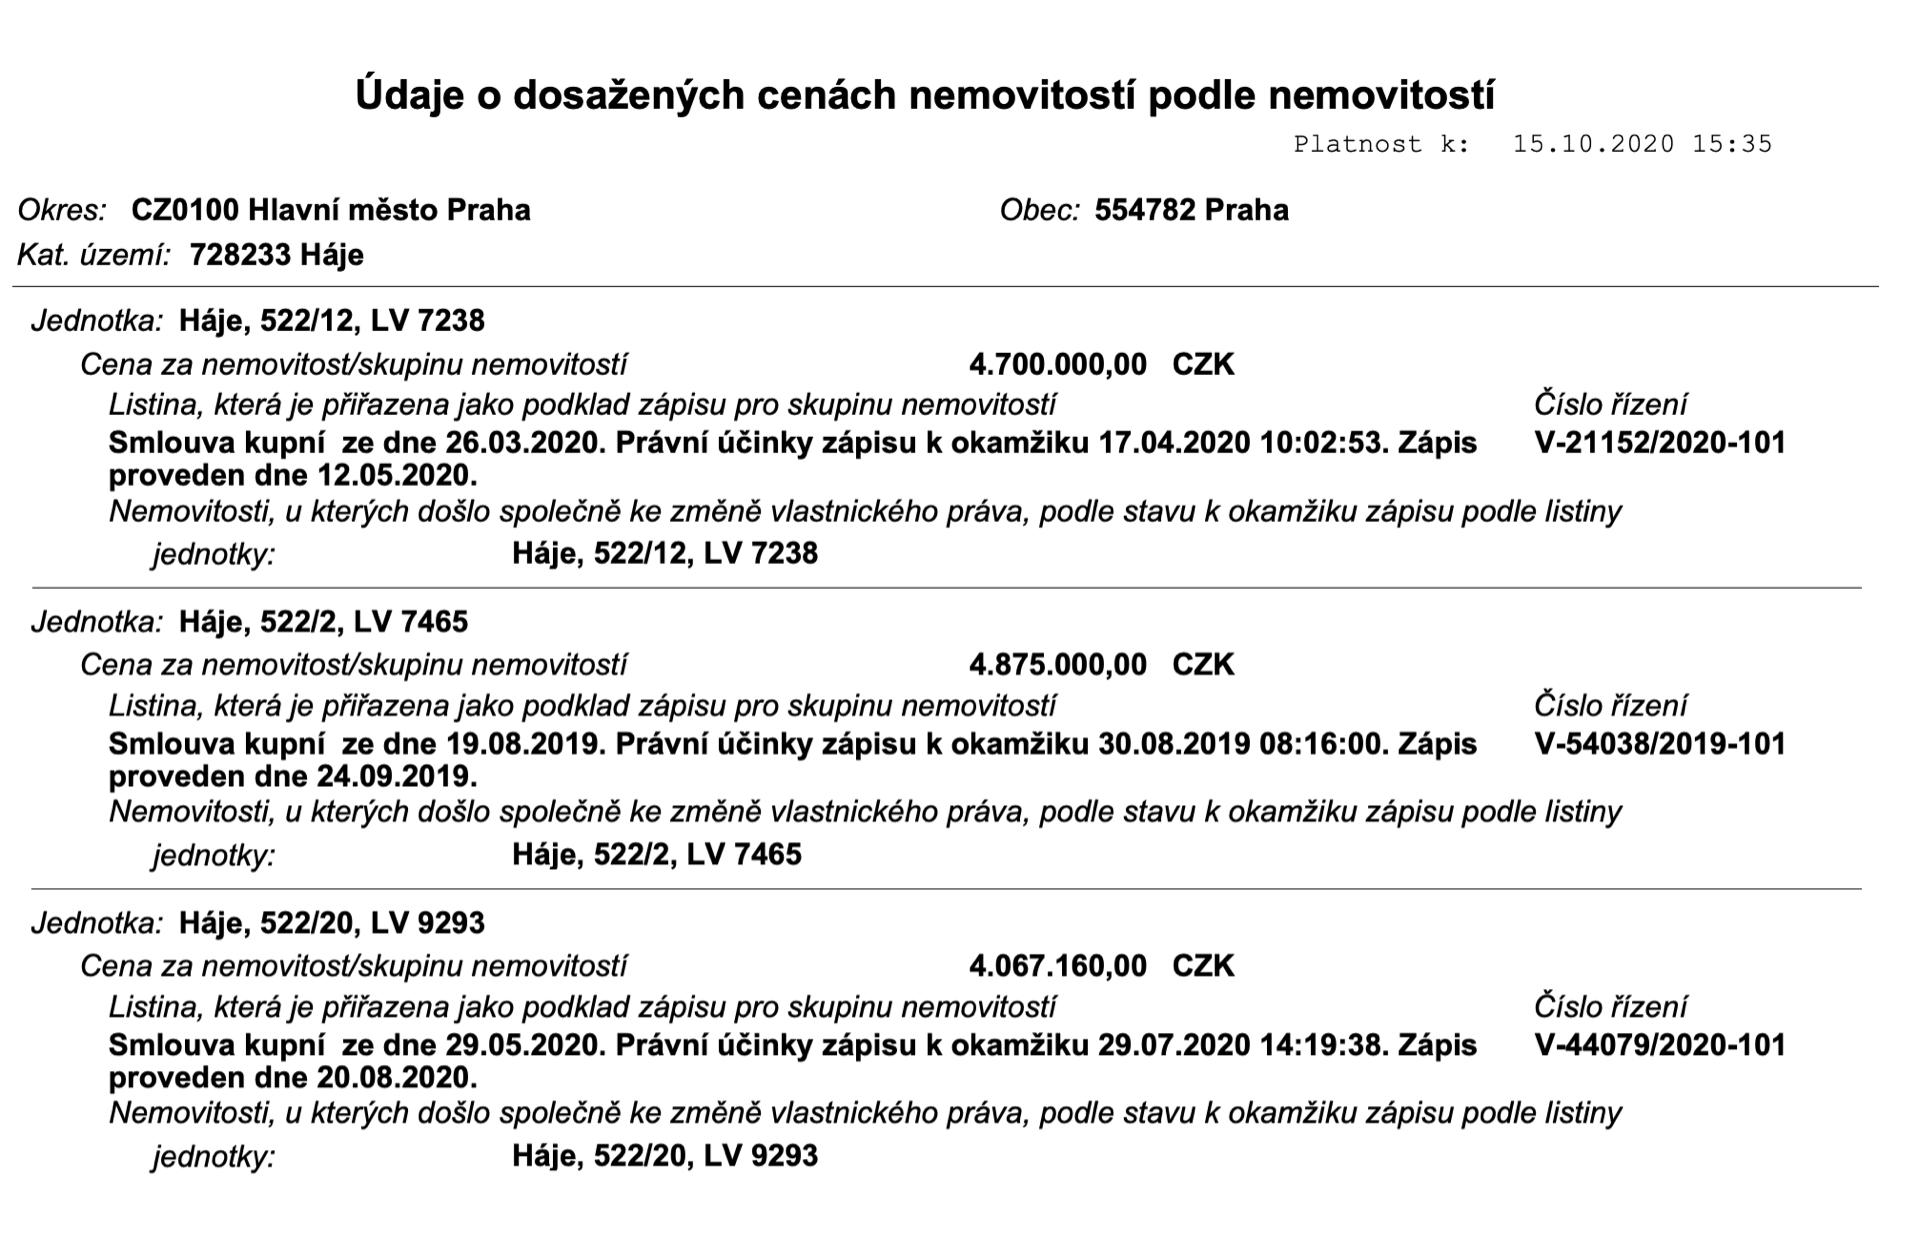 Údaje o dosažených cenách nemovitostí podle nemovitostí
Platnost k: 15.10.2020 15:35
Okres: CZ0100 Hlavní město Praha Obec: 554782 Praha
Kat. území: 728233 Háje
Jednotka: Háje, 522/12, LV 7238
Cena za nemovitost/skupinu nemovitostí 4.700.000,00 CZK
Listina, která je přiřazena jako podklad zápisu pro skupinu nemovitostí Číslo řízení
Smlouva kupní ze dne 26.03.2020. Právní účinky zápisu k okamžiku 17.04.2020 10:02:53. Zápis V-21152/2020-101
proveden dne 12.05.2020.
Nemovitosti, u kterých došlo společně ke změně vlastnického práva, podle stavu k okamžiku zápisu podle listiny
jednotky: Háje, 522/12, LV 7238
Jednotka: Háje, 522/2, LV 7465
Cena za nemovitost/skupinu nemovitostí 4.875.000,00 CZK
Listina, která je přiřazena jako podklad zápisu pro skupinu nemovitostí Číslo řízení
Smlouva kupní ze dne 19.08.2019. Právní účinky zápisu k okamžiku 30.08.2019 08:16:00. Zápis V-54038/2019-101
proveden dne 24.09.2019.
Nemovitosti, u kterých došlo společně ke změně vlastnického práva, podle stavu k okamžiku zápisu podle listiny
jednotky: Háje, 522/2, LV 7465
Jednotka: Háje, 522/20, LV 9293
Cena za nemovitost/skupinu nemovitostí 4.067.160,00 CZK
Listina, která je přiřazena jako podklad zápisu pro skupinu nemovitostí Číslo řízení
Smlouva kupní ze dne 29.05.2020. Právní účinky zápisu k okamžiku 29.07.2020 14:19:38. Zápis V-44079/2020-101
proveden dne 20.08.2020.
Nemovitosti, u kterých došlo společně ke změně vlastnického práva, podle stavu k okamžiku zápisu podle listiny
jednotky: Háje, 522/20, LV 9293